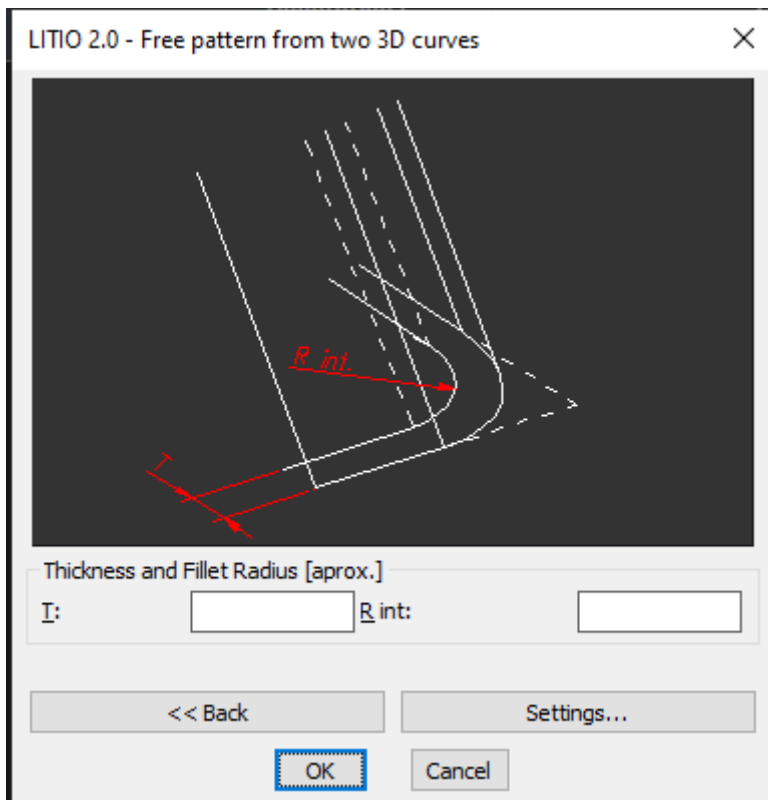 LITIO 2.0 - Free pattern from two 3D curves
R int.
T
Thickness and Fillet Radius [aprox.]
T: R int:
<< Back Settings...
OK Cancel